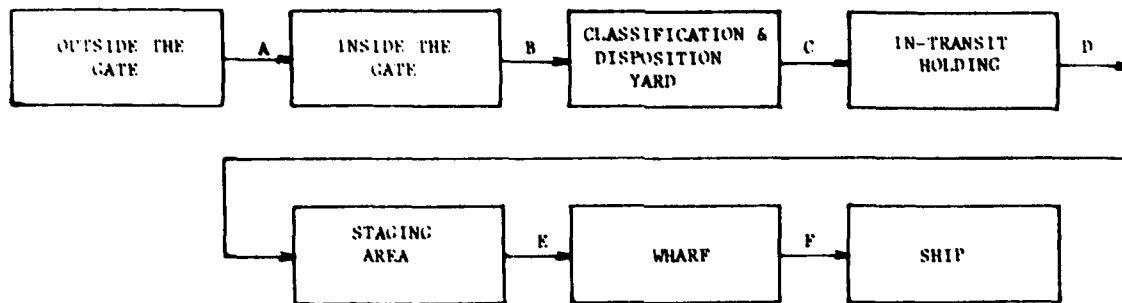 OUTSIDE THE
GATE
A
INSIDE THE
GATE
B
CLASSIFICATION &
DISPOSITION
YARD
C
IN-TRANSIT
HOLDING
D
STAGING
AREA
E
WHARF
F
SHIP